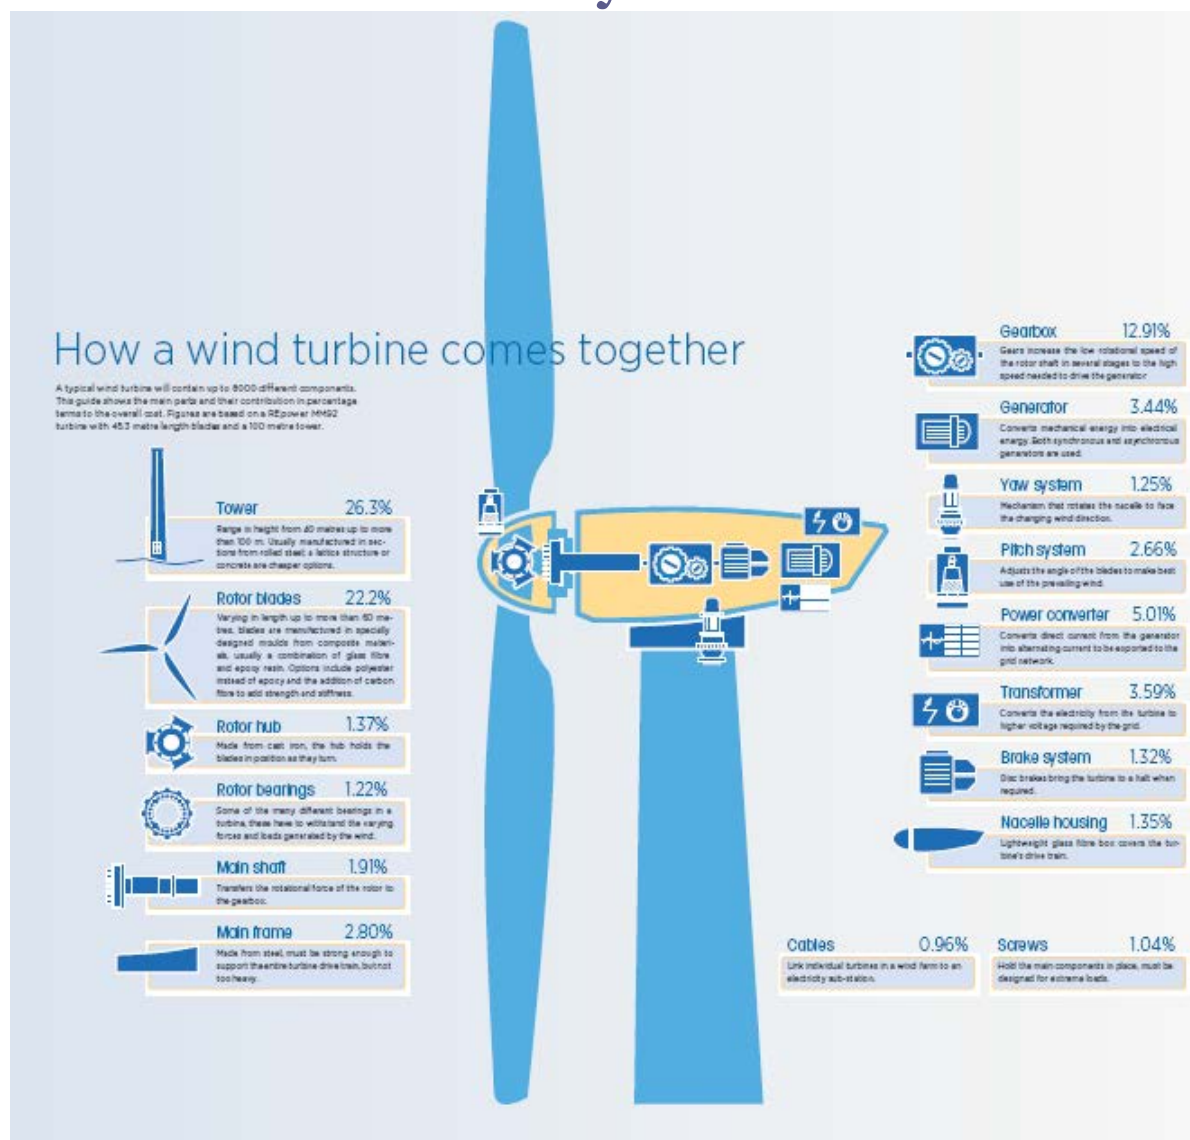 How a wind turbine comes together
A typical wind turbine will contain up to 8000 different components.
This guide shows the main parts and their contribution in percentage
terms to the overall cost. Figures are based on a REpower MM92
turbine with 45.3 metre length blades and a 100 metre tower.
Tower 26.3%
Range in height from 40 metres up to more
than 100 m. Usually manufactured in sec-
tions from rolled steel; a lattice structure or
concrete are cheaper options.
Rotor blades 22.2%
Varying in length up to more than 60 me-
tres, blades are manufactured in specially
designed moulds from composite materi-
als, usually a combination of glass fibre
and epoxy resin. Options include polyester
instead of epoxy and the addition of carbon
fibre to add strength and stiffness.
Rotor hub 1.37%
Made from cast iron, the hub holds the
blades in position as they turn.
Rotor bearings 1.22%
Some of the many different bearings in a
turbine, these have to withstand the varying
forces and loads generated by the wind.
Main shaft 1.91%
Transfers the rotational force of the rotor to
the gearbox.
Main frame 2.80%
Made from steel, must be strong enough to
support the entire turbine drive train, but not
too heavy.
Gearbox 12.91%
Gears increase the low rotational speed of
the rotor shaft in several stages to the high
speed needed to drive the generator
Generator 3.44%
Converts mechanical energy into electrical
energy. Both synchronous and asynchronous
generators are used.
Yaw system 1.25%
Mechanism that rotates the nacelle to face
the changing wind direction.
Pitch system 2.66%
Adjusts the angle of the blades to make best
use of the prevailing wind.
Power converter 5.01%
Converts direct current from the generator
into alternating current to be exported to the
grid network.
Transformer 3.59%
Converts the electricity from the turbine to
higher voltage required by the grid.
Brake system 1.32%
Disc brakes bring the turbine to a halt when
required.
Nacelle housing 1.35%
Lightweight glass fibre box covers the tur-
bine's drive train.
Cables 0.96%
Link individual turbines in a wind farm to an
electricity sub-station.
Screws 1.04%
Hold the main components in place, must be
designed for extreme loads.